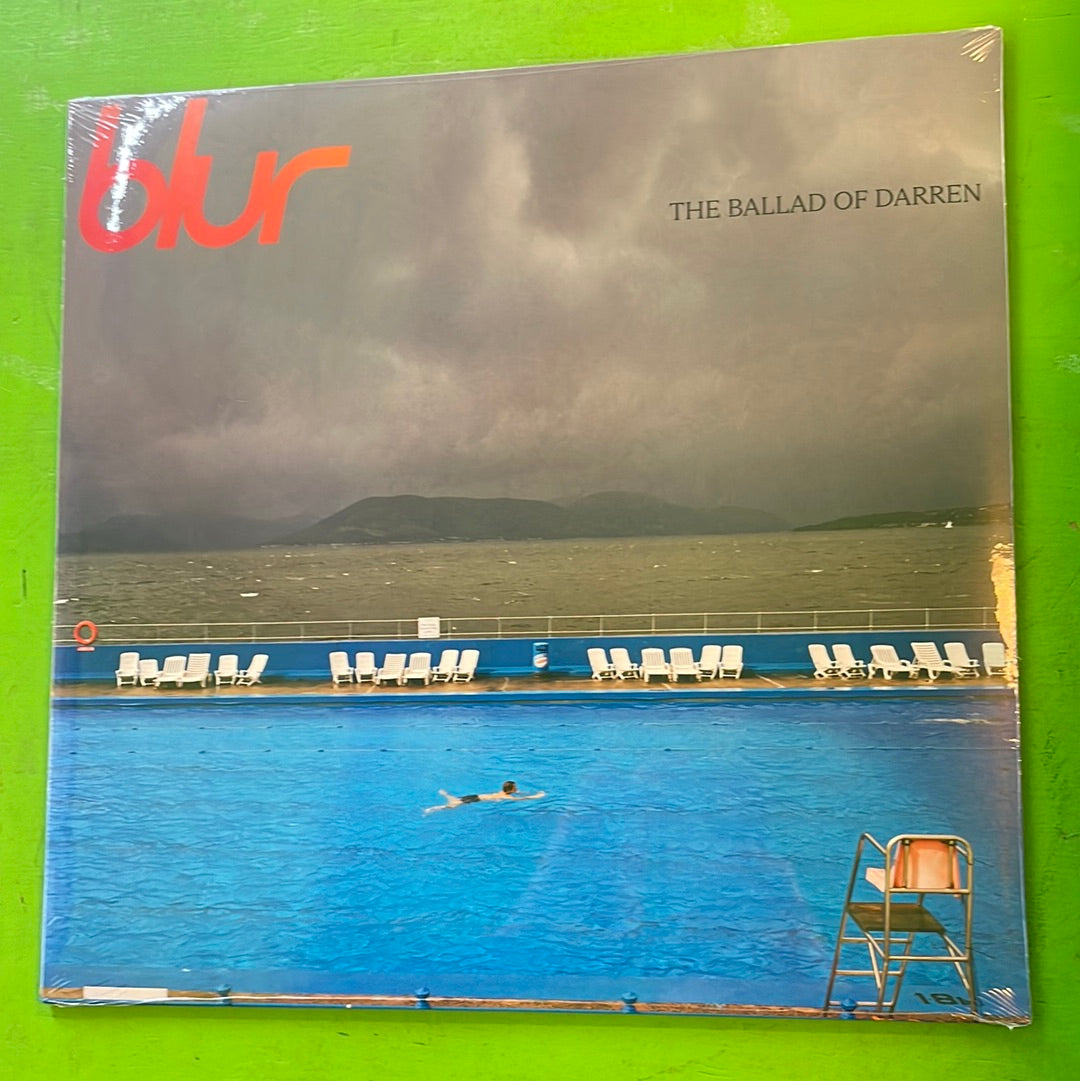 blur
THE BALLAD OF DARREN